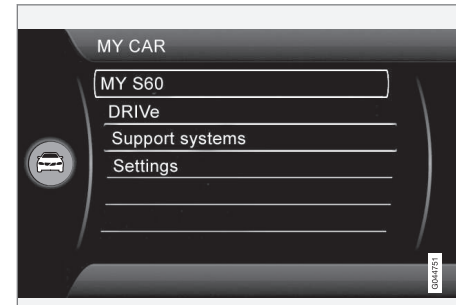 MY CAR
MY S60
DRIVe
Support systems
Settings
G044751